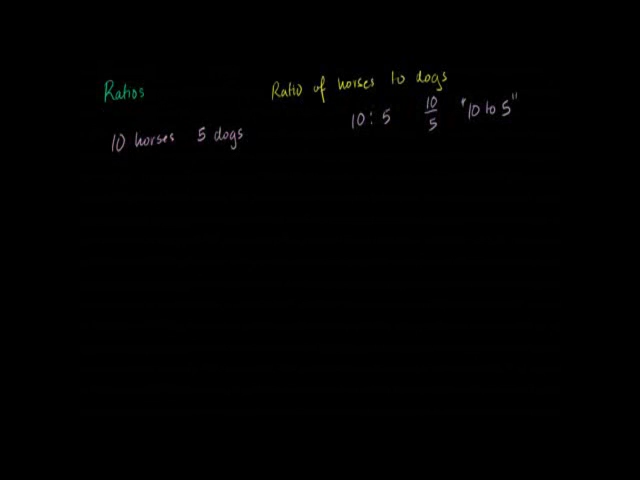 Ratios
Ratio of horses to dogs
10 : 5   10/5   "10 to 5"
10 horses   5 dogs